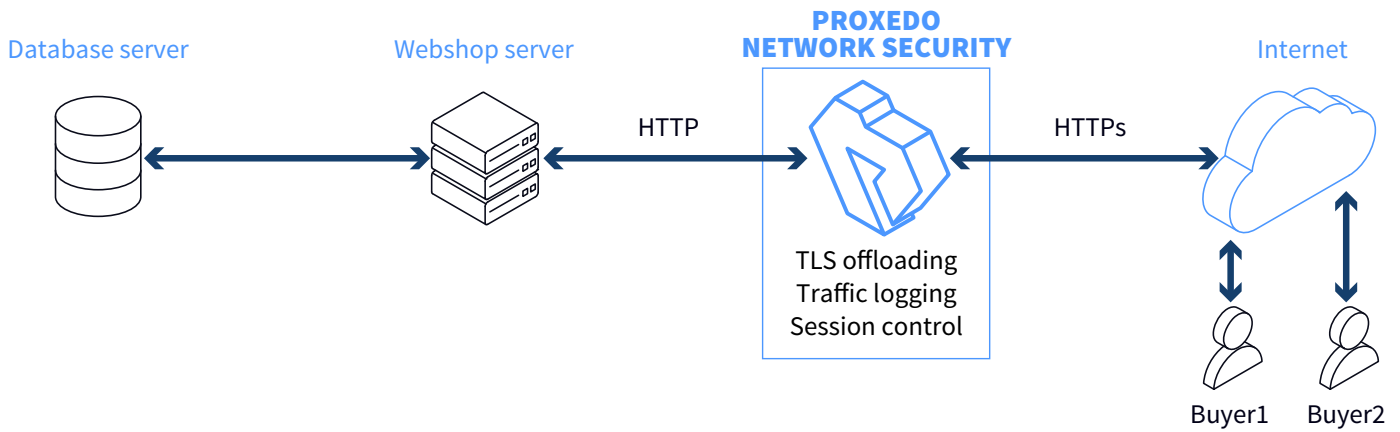 Database server
Webshop server
PROXEDO
NETWORK SECURITY
Internet
HTTP
HTTPs
TLS offloading
Traffic logging
Session control
Buyer1
Buyer2